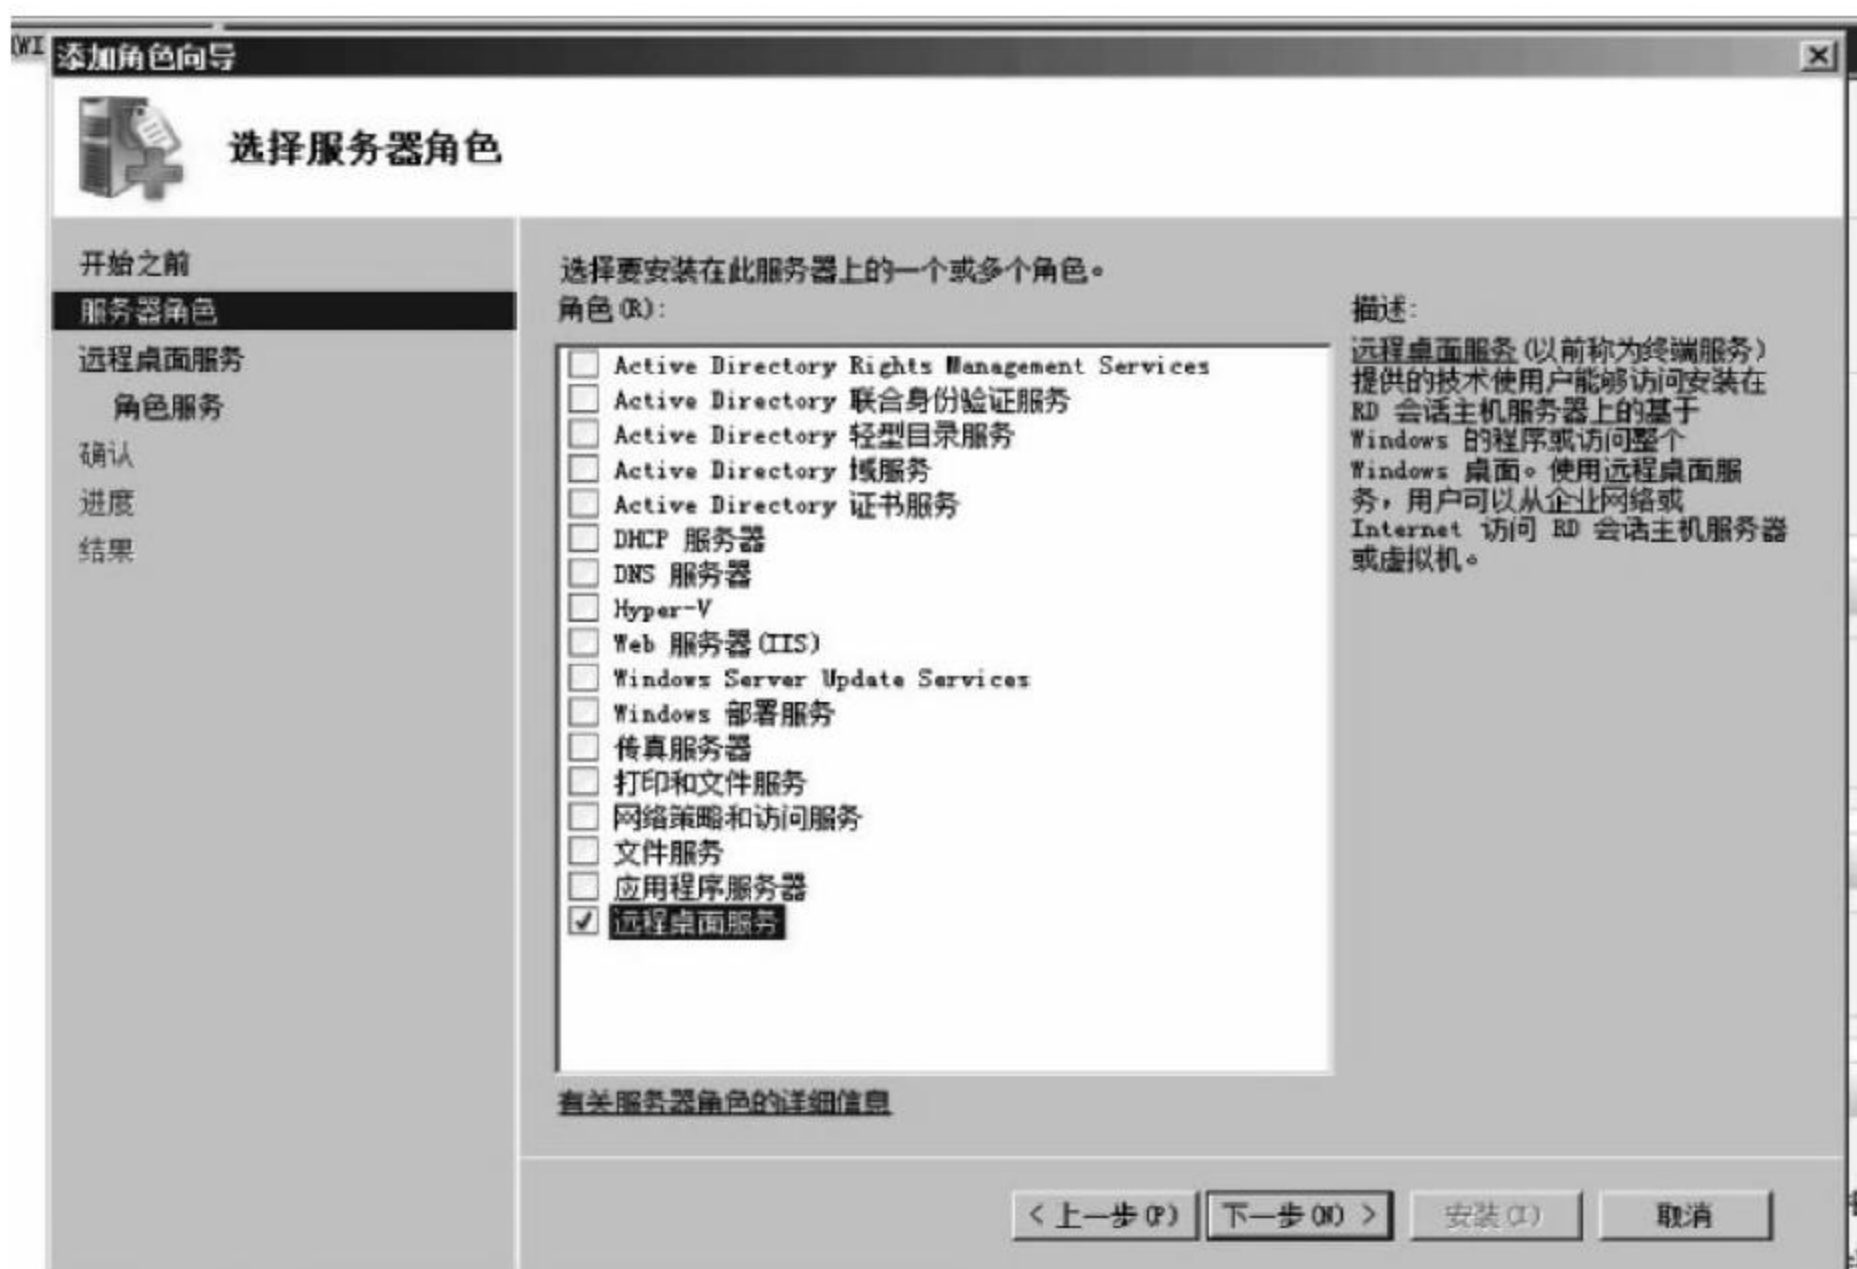 添加角色向导
选择服务器角色
开始之前
服务器角色
远程桌面服务
角色服务
确认
进度
结果
选择要安装在此服务器上的一个或多个角色。
角色(R):
Active Directory Rights Management Services
Active Directory 联合身份验证服务
Active Directory 轻型目录服务
Active Directory 域服务
Active Directory 证书服务
DHCP 服务器
DNS 服务器
Hyper-V
Web 服务器(IIS)
Windows Server Update Services
Windows 部署服务
传真服务器
打印和文件服务
网络策略和访问服务
文件服务
应用程序服务器
远程桌面服务
有关服务器角色的详细信息
描述:
远程桌面服务(以前称为终端服务)
提供的技术使用户能够访问安装在
RD 会话主机服务器上的基于
Windows 的程序或访问整个
Windows 桌面。使用远程桌面服
务，用户可以从企业网络或
Internet 访问 RD 会话主机服务器
或虚拟机。
< 上一步(P)
下一步(N) >
安装(I)
取消